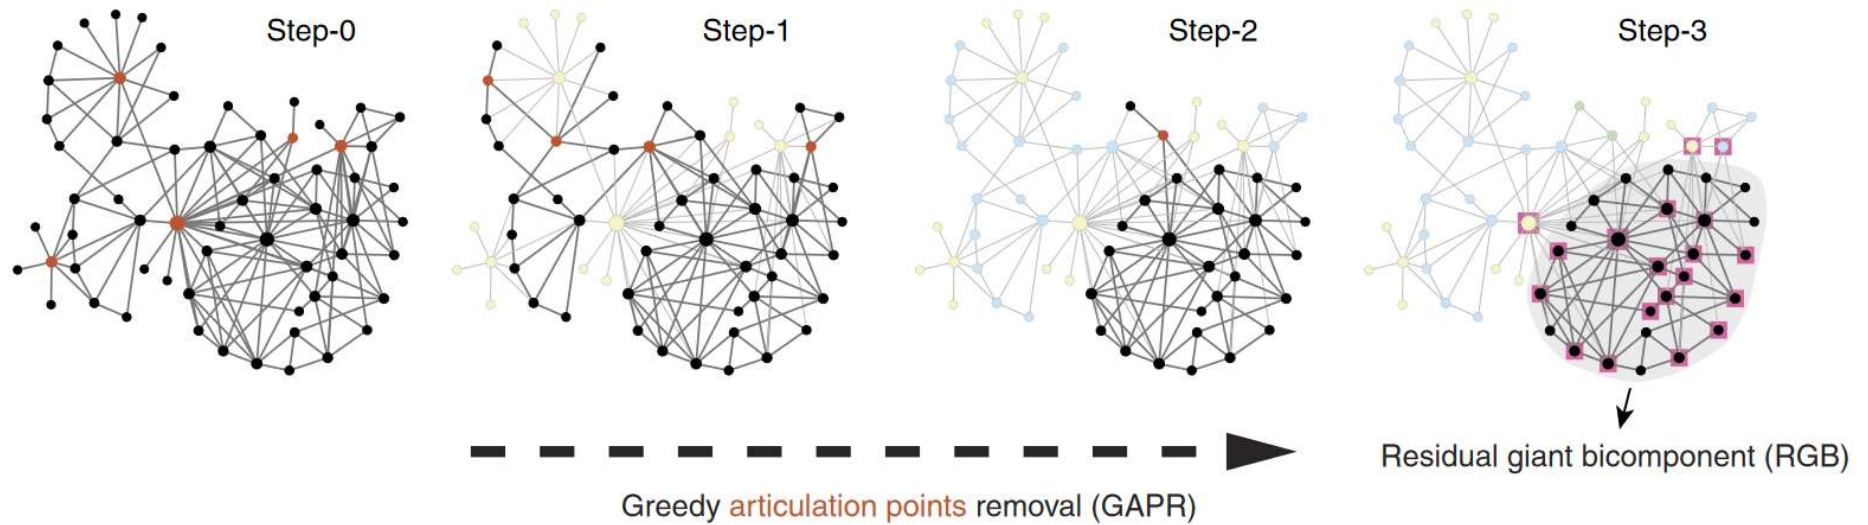 Step-0
Step-1
Step-2
Step-3
Residual giant bicomponent (RGB)
Greedy articulation points removal (GAPR)